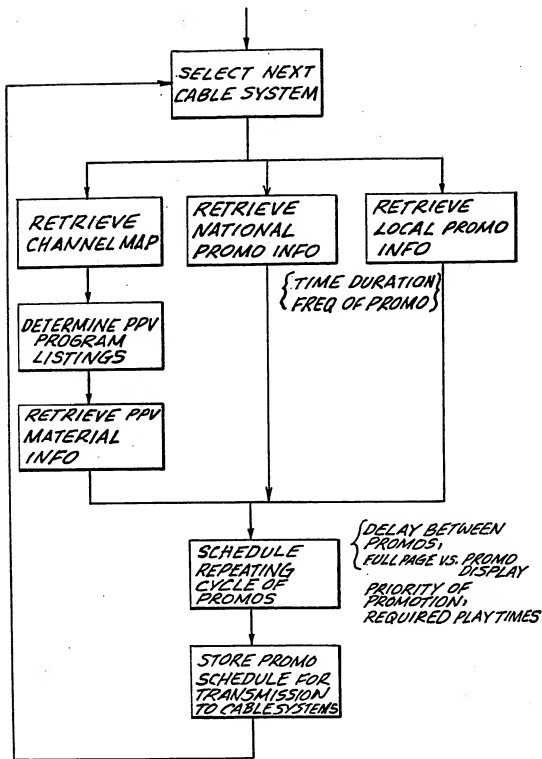 SELECT NEXT
CABLE SYSTEM
RETRIEVE
CHANNEL MAP
RETRIEVE
NATIONAL
PROMO INFO
RETRIEVE
LOCAL PROMO
INFO
{TIME DURATION}
{FREQ OF PROMO}
DETERMINE PPV
PROGRAM
LISTINGS
RETRIEVE PPV
MATERIAL
INFO
SCHEDULE
REPEATING
CYCLE OF
PROMOS
{DELAY BETWEEN
PROMOS,
FULL PAGE VS. PROMO
DISPLAY
PRIORITY OF
PROMOTION,
REQUIRED PLAYTIMES
STORE PROMO
SCHEDULE FOR
TRANSMISSION
TO CABLE SYSTEMS